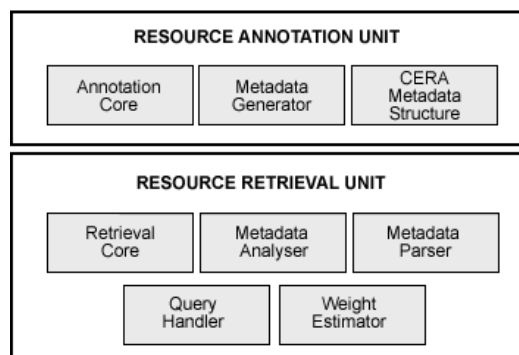 RESOURCE ANNOTATION UNIT
Annotation
Core
Metadata
Generator
CERA
Metadata
Structure
RESOURCE RETRIEVAL UNIT
Retrieval
Core
Metadata
Analyser
Metadata
Parser
Query
Handler
Weight
Estimator